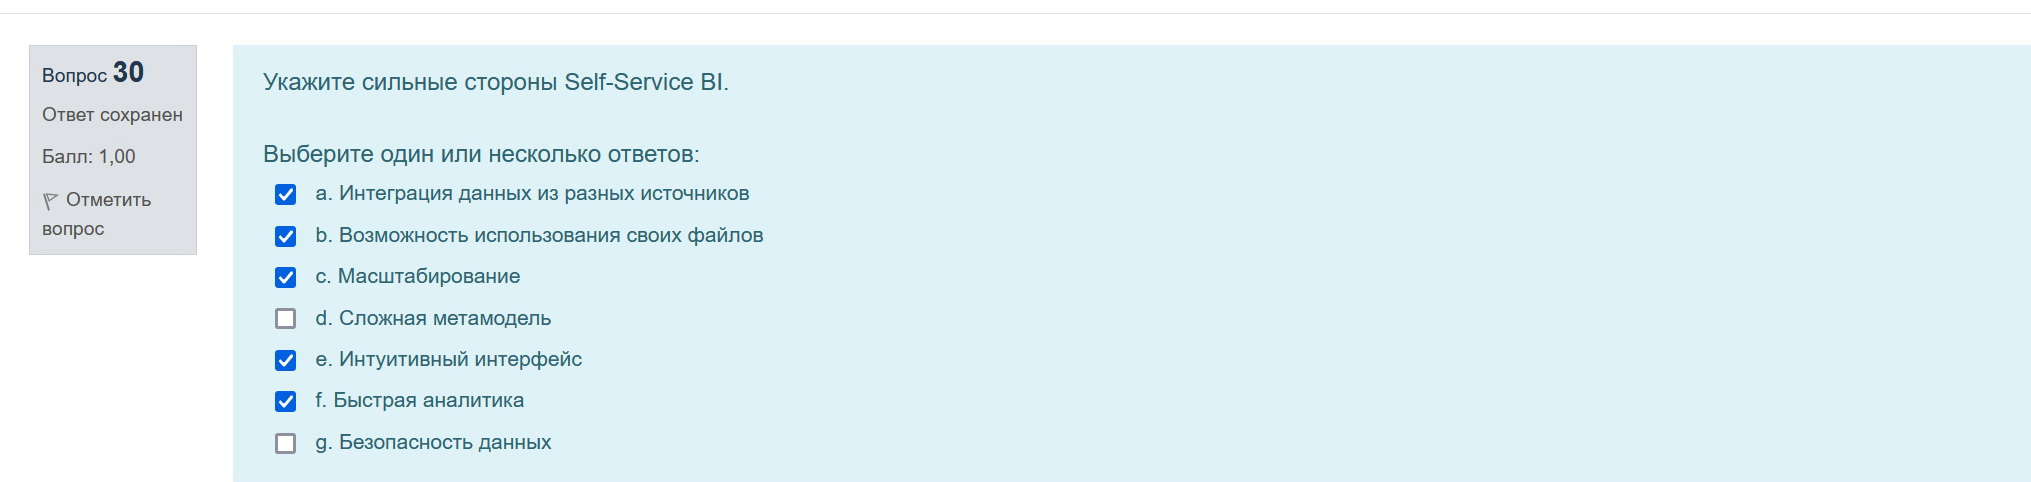 Вопрос 30
Ответ сохранен
Балл: 1,00
Отметить
вопрос
Укажите сильные стороны Self-Service BI.
Выберите один или несколько ответов:
a. Интеграция данных из разных источников
b. Возможность использования своих файлов
c. Масштабирование
d. Сложная метамодель
e. Интуитивный интерфейс
f. Быстрая аналитика
g. Безопасность данных